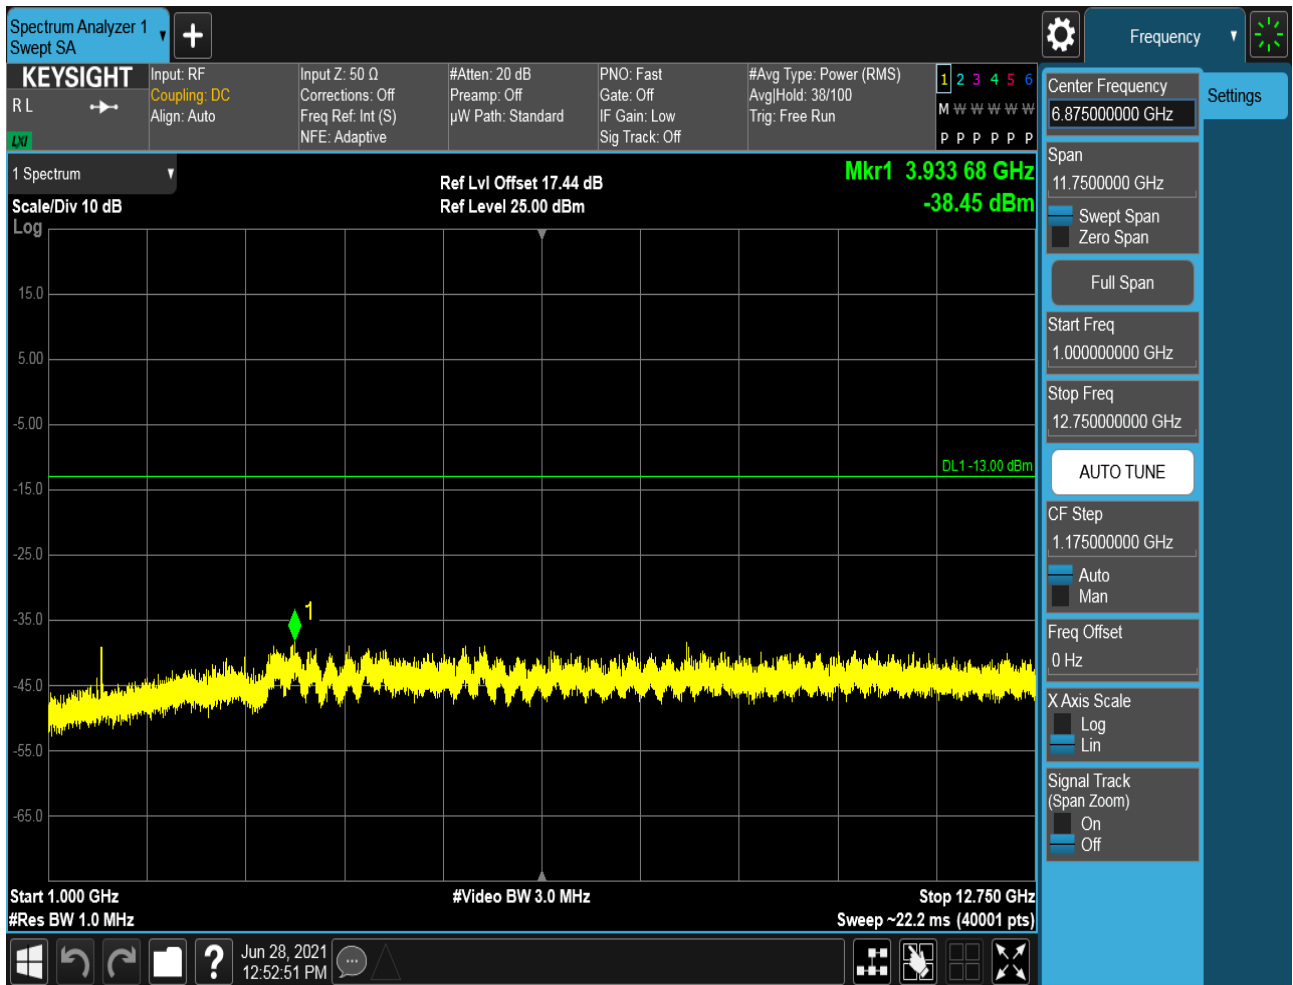 Spectrum Analyzer 1
Swept SA
Frequency
KEYSIGHT
R L
LXI
Input: RF
Coupling: DC
Align: Auto
Input Z: 50 Ω
Corrections: Off
Freq Ref: Int (S)
NFE: Adaptive
#Atten: 20 dB
Preamp: Off
µW Path: Standard
PNO: Fast
Gate: Off
IF Gain: Low
Sig Track: Off
#Avg Type: Power (RMS)
Avg|Hold: 38/100
Trig: Free Run
1 2 3 4 5 6
M W W W W W
P P P P P P
1 Spectrum
Scale/Div 10 dB
Log
Ref Lvl Offset 17.44 dB
Ref Level 25.00 dBm
Mkr1 3.933 68 GHz
-38.45 dBm
15.0
5.00
-5.00
-15.0
-25.0
-35.0
-45.0
-55.0
-65.0
DL1 -13.00 dBm
1
Start 1.000 GHz
#Res BW 1.0 MHz
#Video BW 3.0 MHz
Stop 12.750 GHz
Sweep ~22.2 ms (40001 pts)
?
Jun 28, 2021
12:52:51 PM
Center Frequency
6.875000000 GHz
Settings
Span
11.7500000 GHz
Swept Span
Zero Span
Full Span
Start Freq
1.000000000 GHz
Stop Freq
12.750000000 GHz
AUTO TUNE
CF Step
1.175000000 GHz
Auto
Man
Freq Offset
0 Hz
X Axis Scale
Log
Lin
Signal Track
(Span Zoom)
On
Off